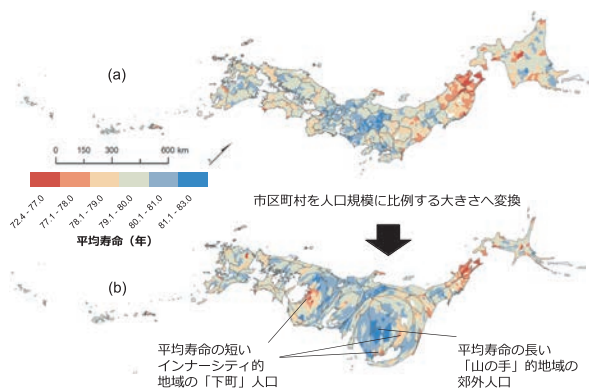 (a)
0 150 300 600
km
72.4 - 77.0
77.1 - 78.0
78.1 - 79.0
79.1 - 80.0
80.1 - 81.0
81.1 - 83.0
平均寿命（年）
市区町村を人口規模に比例する大きさへ変換
(b)
平均寿命の短い
インナーシティ的
地域の「下町」人口
平均寿命の長い
「山の手」的地域の
郊外人口